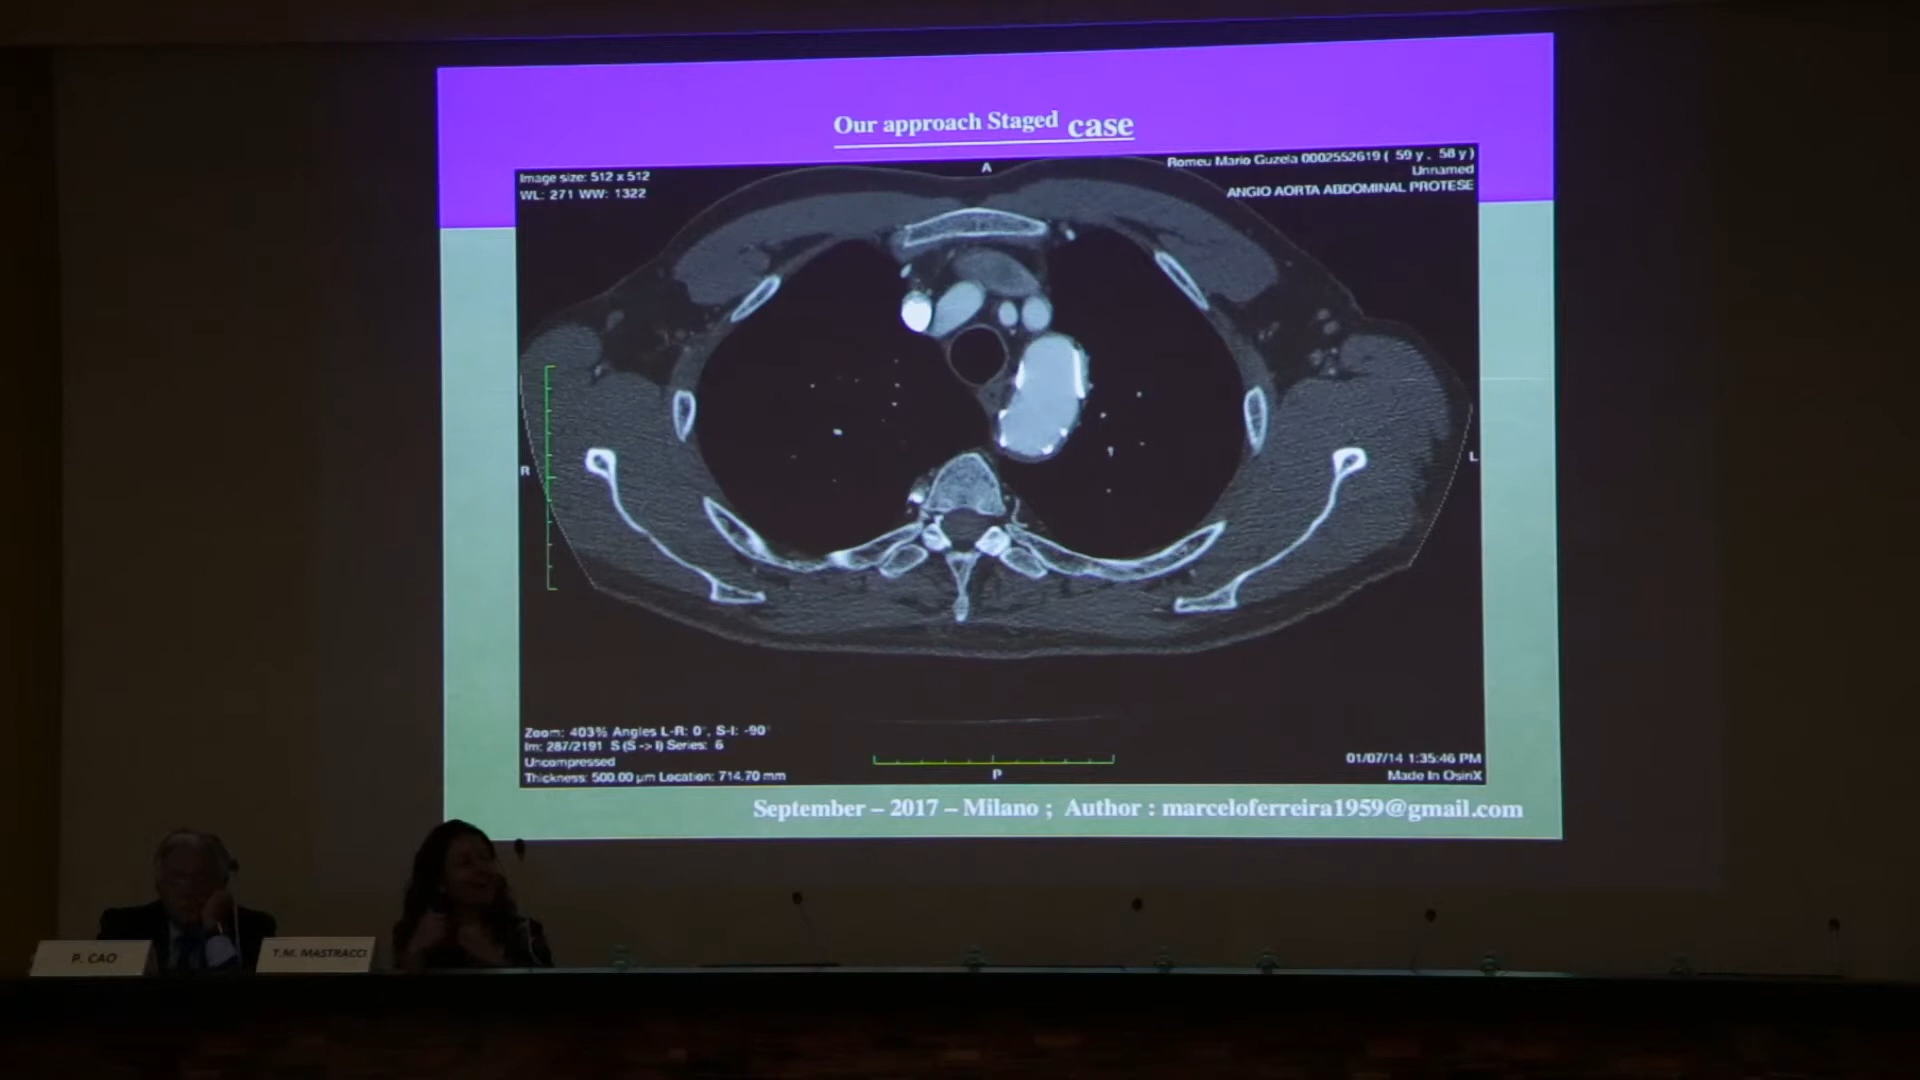 Our approach Staged case
Image size: 512 x 512
WL: 271 WW: 1322
A
Romeu Mario Guzela 0002552619 ( 59 y , 58 y )
Unnamed
ANGIO AORTA ABDOMINAL PROTESE
R
L
Zoom: 403% Angles L-R: 0°, S-I: -90°
Im: 287/2191 S (S -> I) Series: 6
Uncompressed
Thickness: 500.00 µm Location: 714.70 mm
P
01/07/14 1:35:46 PM
Made In OsiriX
September – 2017 – Milano ; Author : marceloferreira1959@gmail.com
P. CAO
T.M. MASTRACCI